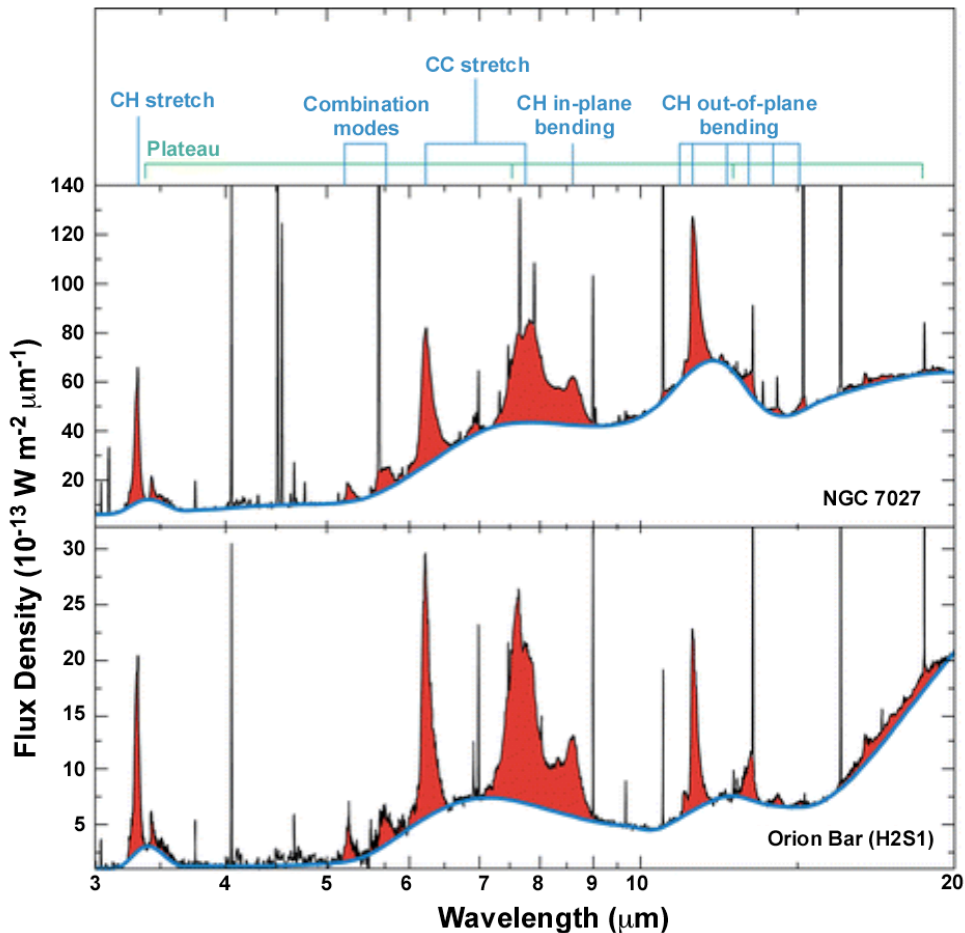 CC stretch
CH stretch
Combination
modes
CH in-plane
bending
CH out-of-plane
bending
Plateau
140
120
100
80
60
40
20
NGC 7027
30
25
20
15
10
5
Orion Bar (H2S1)
Flux Density (10⁻¹³ W m⁻² µm⁻¹)
3 4 5 6 7 8 9 10 20
Wavelength (µm)